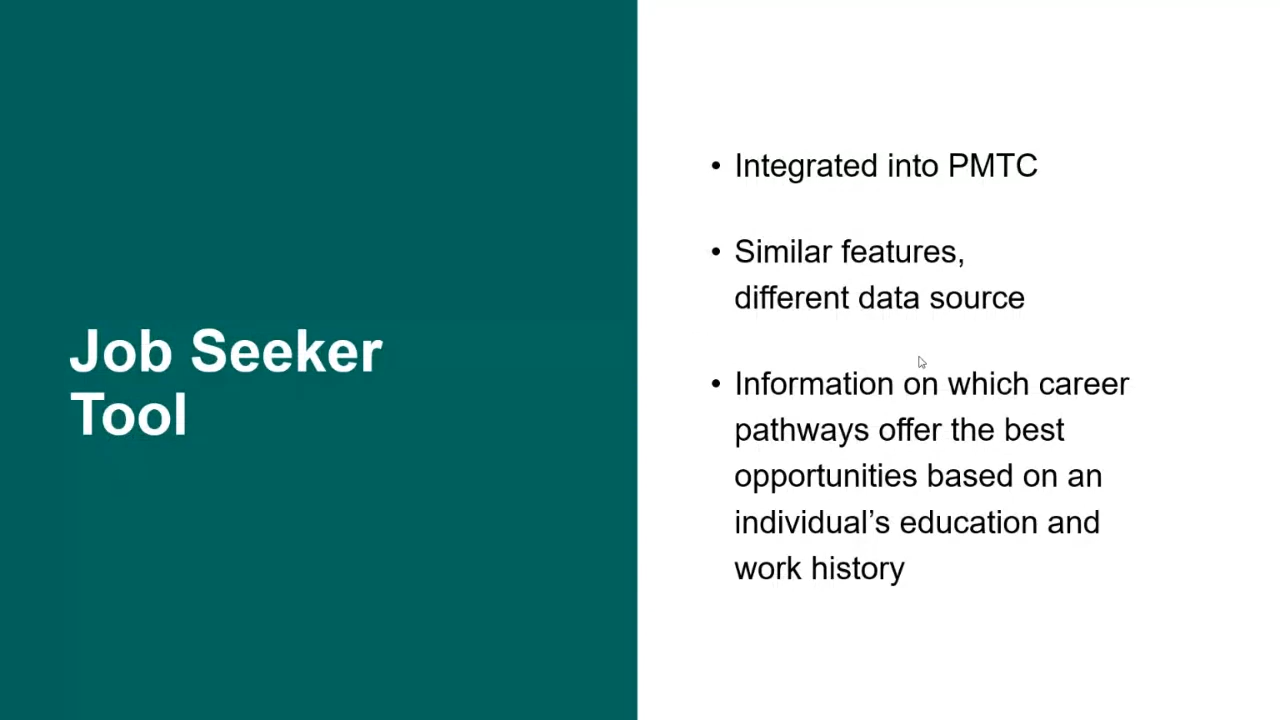 Job Seeker
Tool
• Integrated into PMTC
• Similar features,
different data source
• Information on which career
pathways offer the best
opportunities based on an
individual’s education and
work history